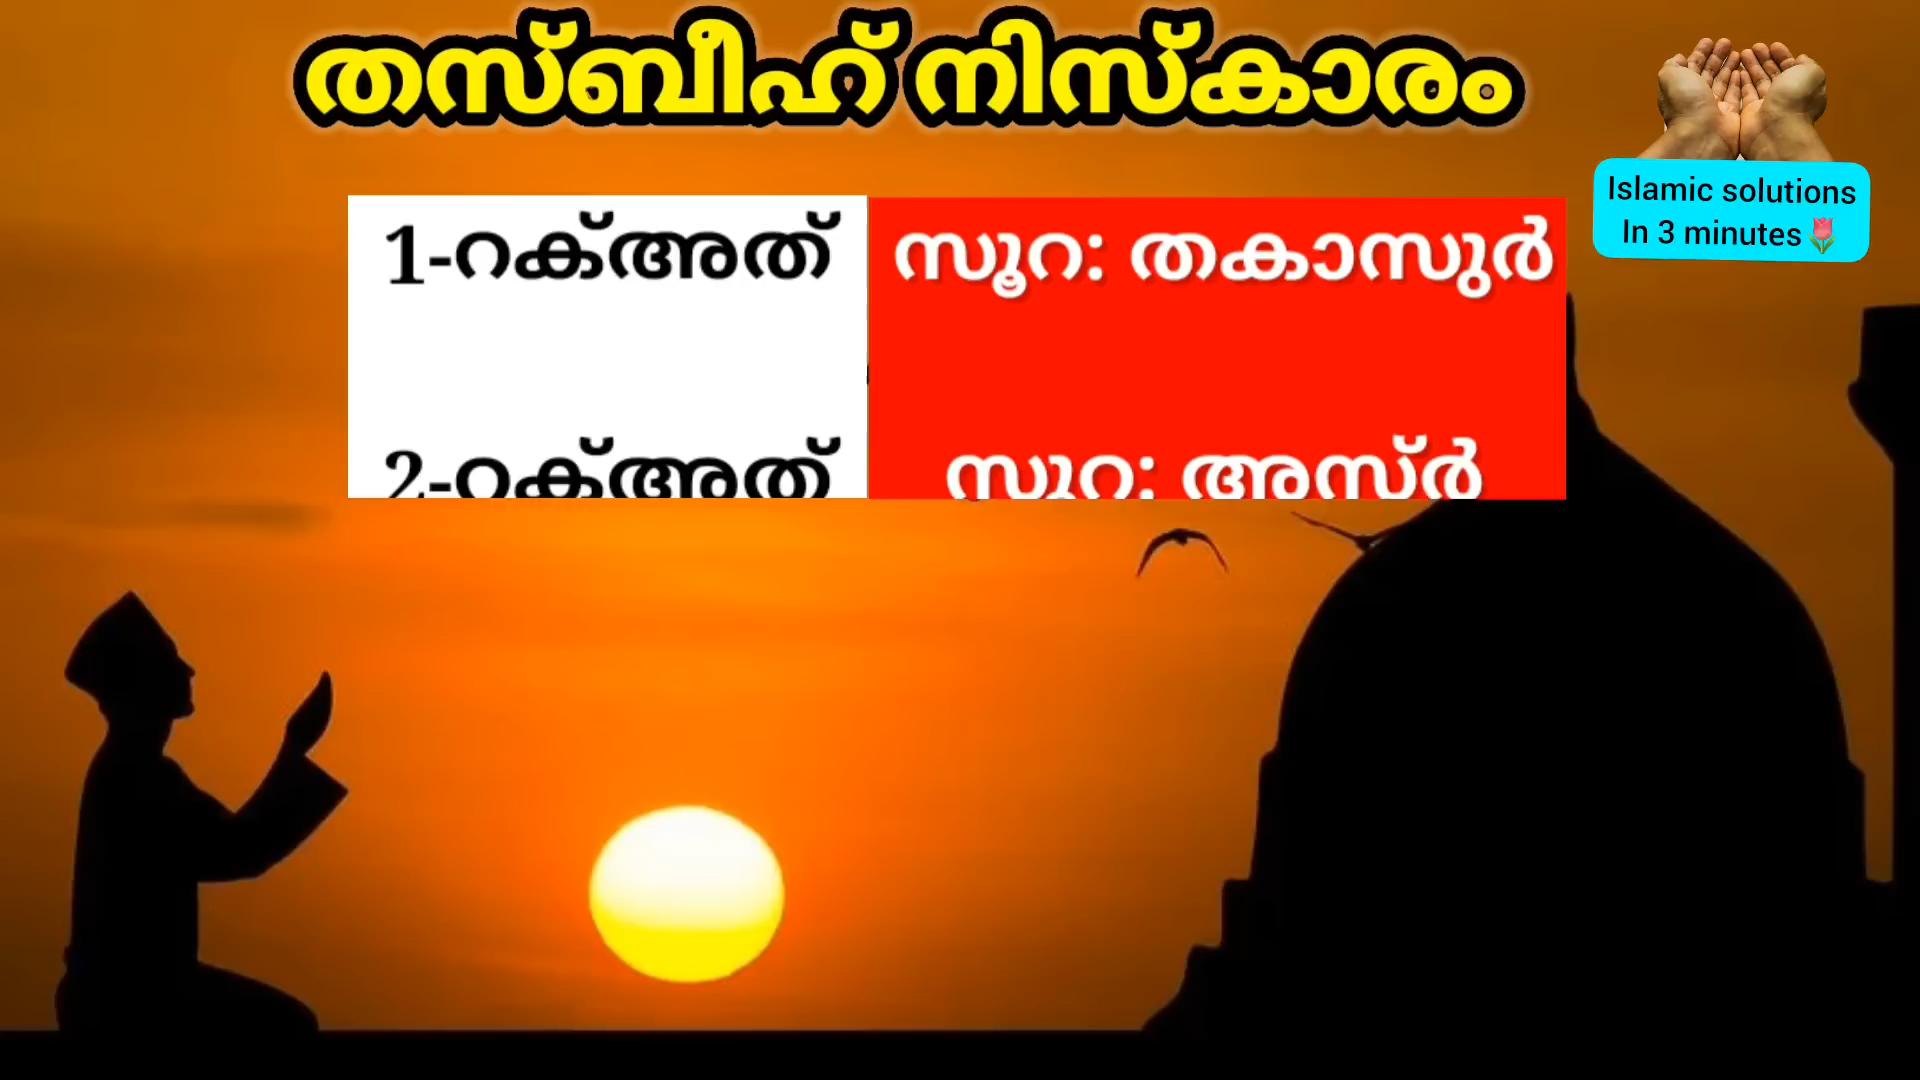 തസ്ബീഹ് നിസ്കാരം
Islamic solutions
In 3 minutes🌷
1-റക്അത് സൂറ: തകാസുർ
2-റക്അത് സൂറ: അസ്ർ